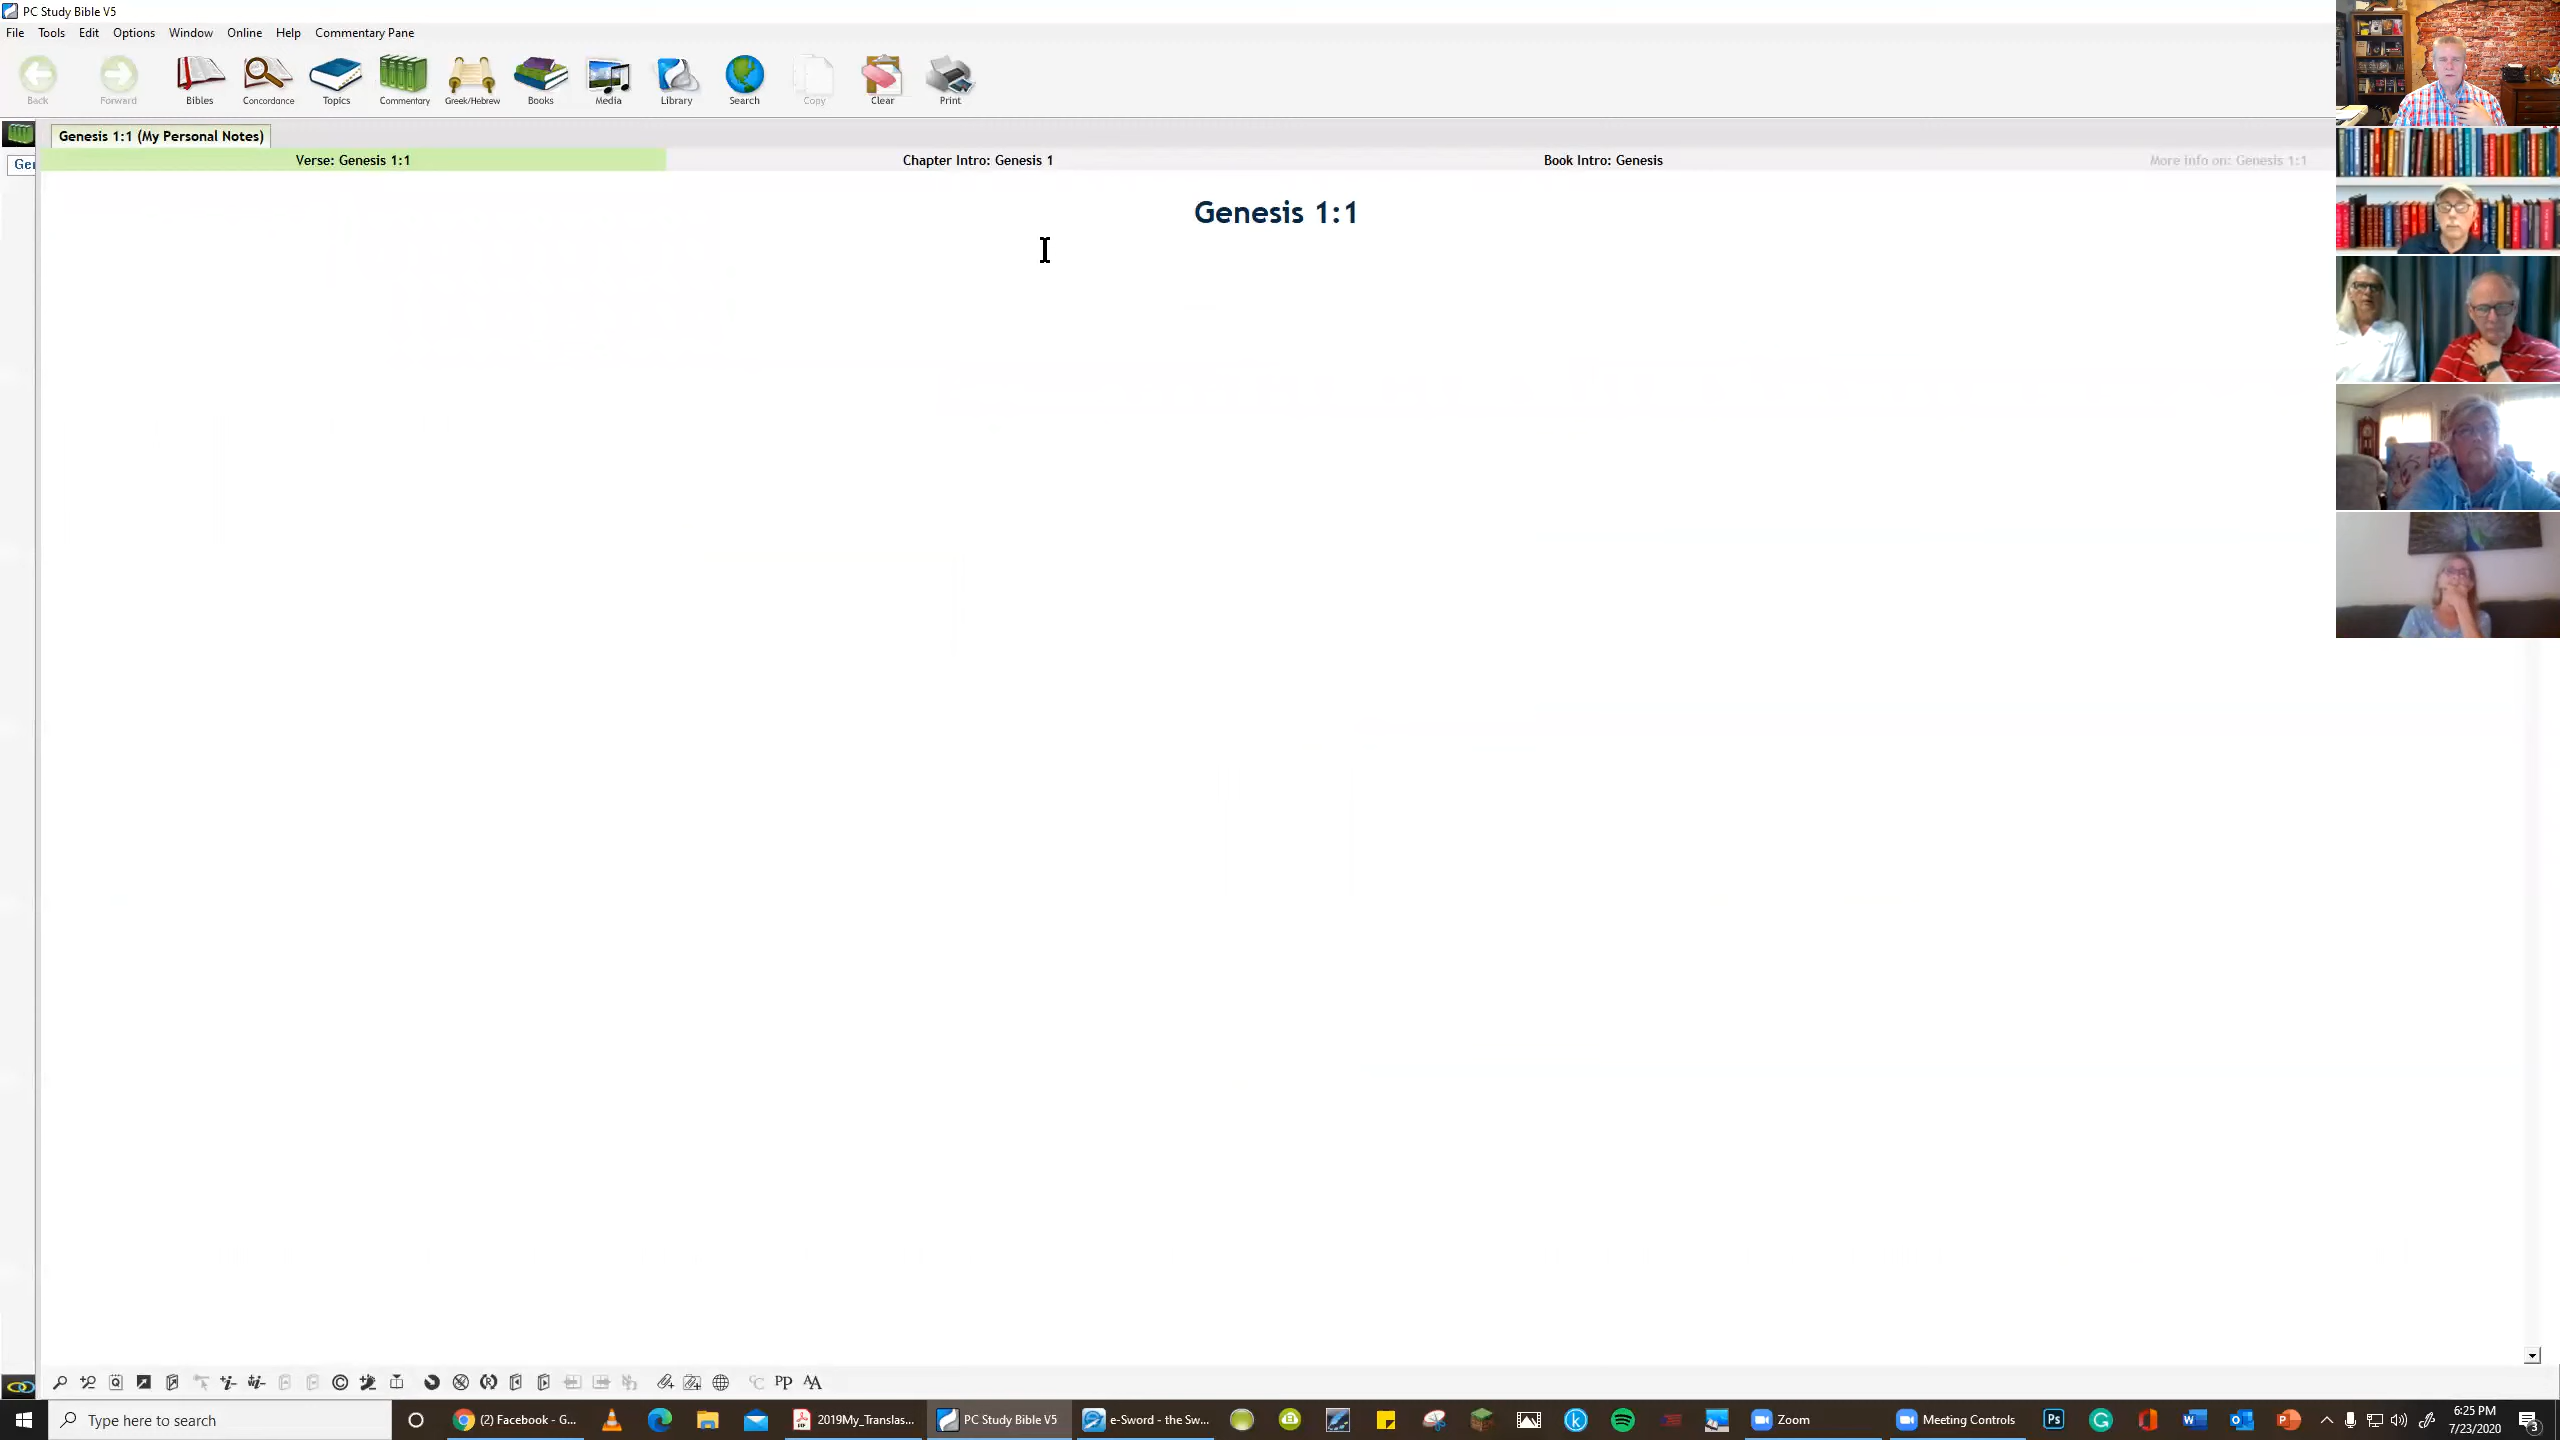 PC Study Bible V5
File Tools Edit Options Window Online Help Commentary Pane
Back Forward Bibles Concordance Topics Commentary Greek/Hebrew Books Media Library Search Copy Clear Print
Genesis 1:1 (My Personal Notes)
Verse: Genesis 1:1 Chapter Intro: Genesis 1 Book Intro: Genesis More info on: Genesis 1:1
Genesis 1:1
PP AA
Type here to search (2) Facebook - G... 2019My_Translas... PC Study Bible V5 e-Sword - the Sw... Zoom Meeting Controls Ps 6:25 PM
7/23/2020 3